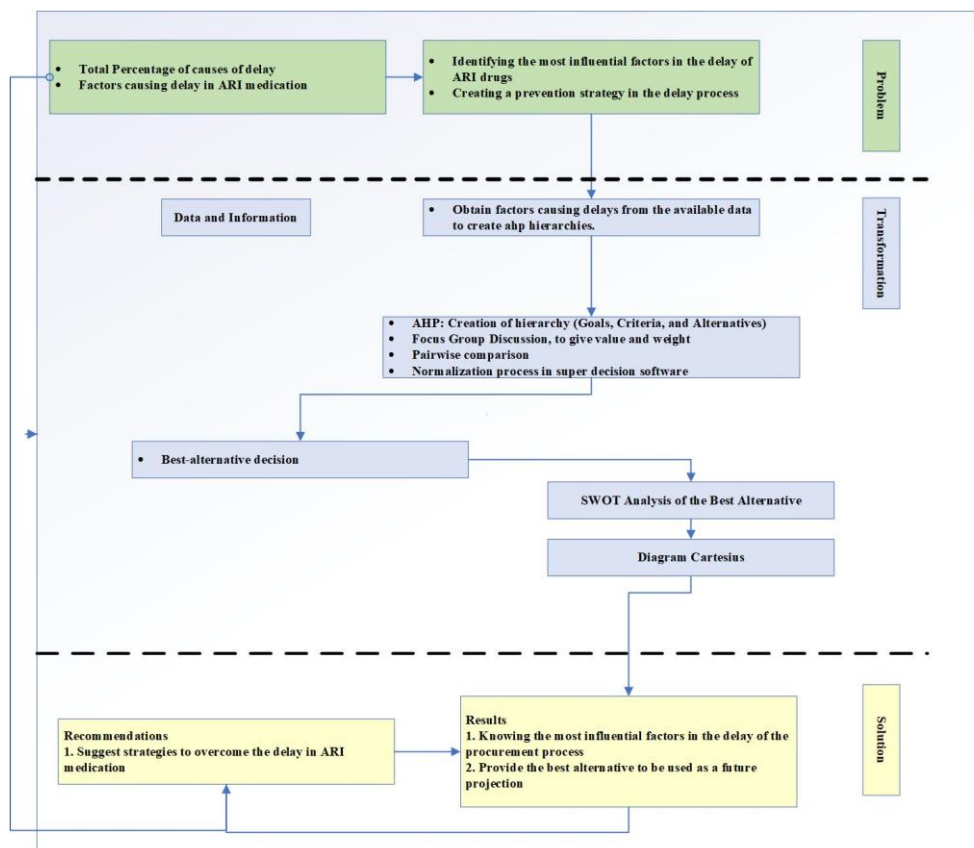 • Total Percentage of causes of delay
• Factors causing delay in ARI medication
• Identifying the most influential factors in the delay of
ARI drugs
• Creating a prevention strategy in the delay process
Problem
Data and Information
• Obtain factors causing delays from the available data
to create ahp hierarchies.
Transformation
• AHP: Creation of hierarchy (Goals, Criteria, and Alternatives)
• Focus Group Discussion, to give value and weight
• Pairwise comparison
• Normalization process in super decision software
• Best-alternative decision
SWOT Analysis of the Best Alternative
Diagram Cartesius
Recommendations
1. Suggest strategies to overcome the delay in ARI
medication
Results
1. Knowing the most influential factors in the delay of the
procurement process
2. Provide the best alternative to be used as a future
projection
Solution